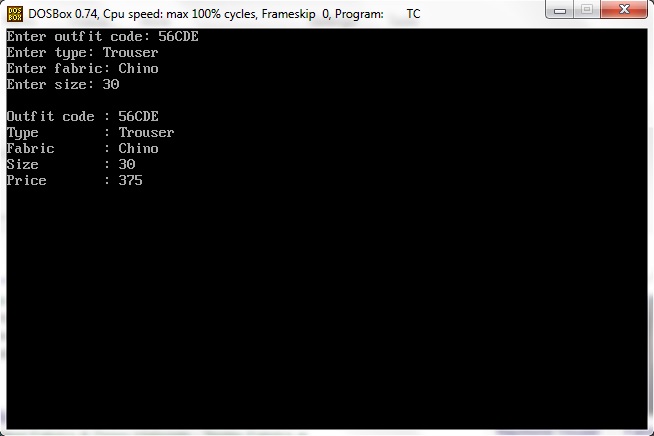 DOSBox 0.74, Cpu speed: max 100% cycles, Frameskip 0, Program: TC
Enter outfit code: 56CDE
Enter type: Trouser
Enter fabric: Chino
Enter size: 30
Outfit code : 56CDE
Type : Trouser
Fabric : Chino
Size : 30
Price : 375